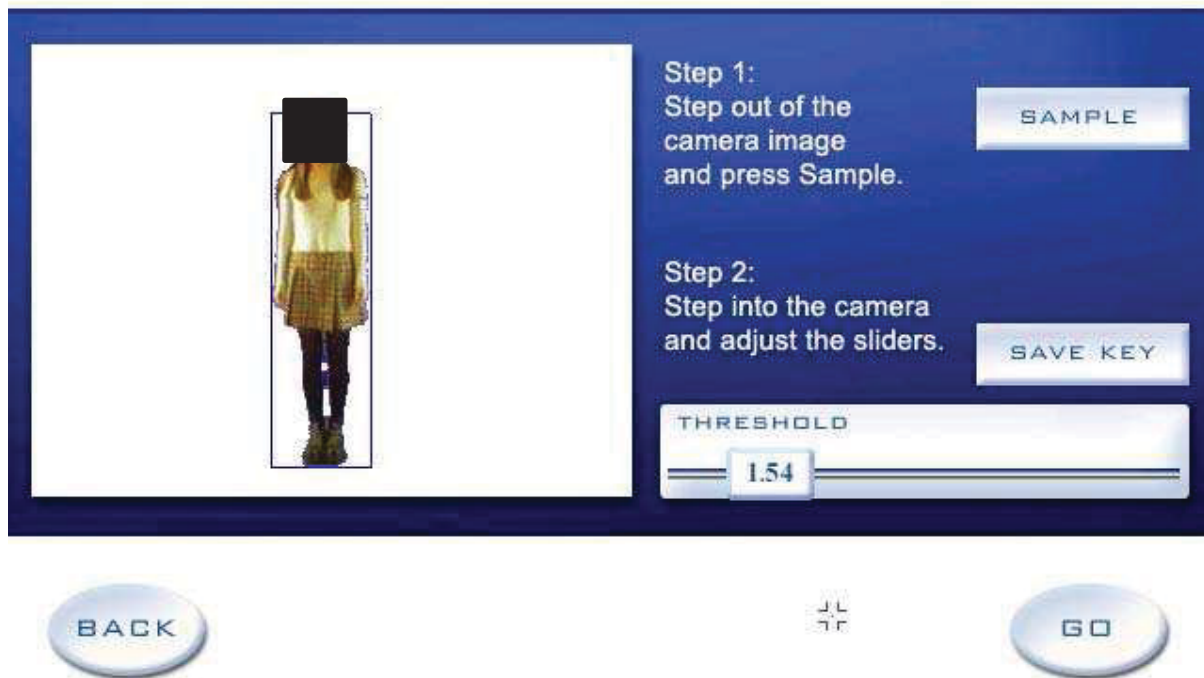 Step 1:
Step out of the
camera image
and press Sample.
SAMPLE
Step 2:
Step into the camera
and adjust the sliders.
SAVE KEY
THRESHOLD
1.54
BACK
GO